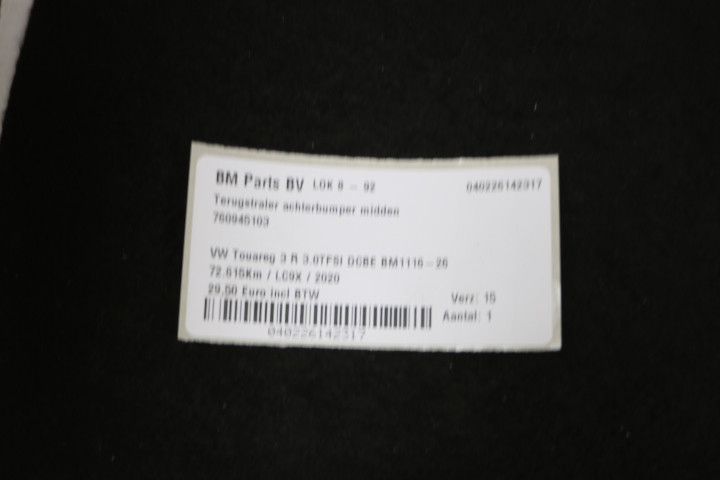 BM Parts BV LOK 8 - 92 040226142317
Terugstraler achterbumper midden
760945103
VW Touareg 3 R 3.0TFSI DCBE BM1116-26
72.615Km / LC9X / 2020
29,50 Euro incl BTW
Verz: 15
Aantal: 1
040226142317